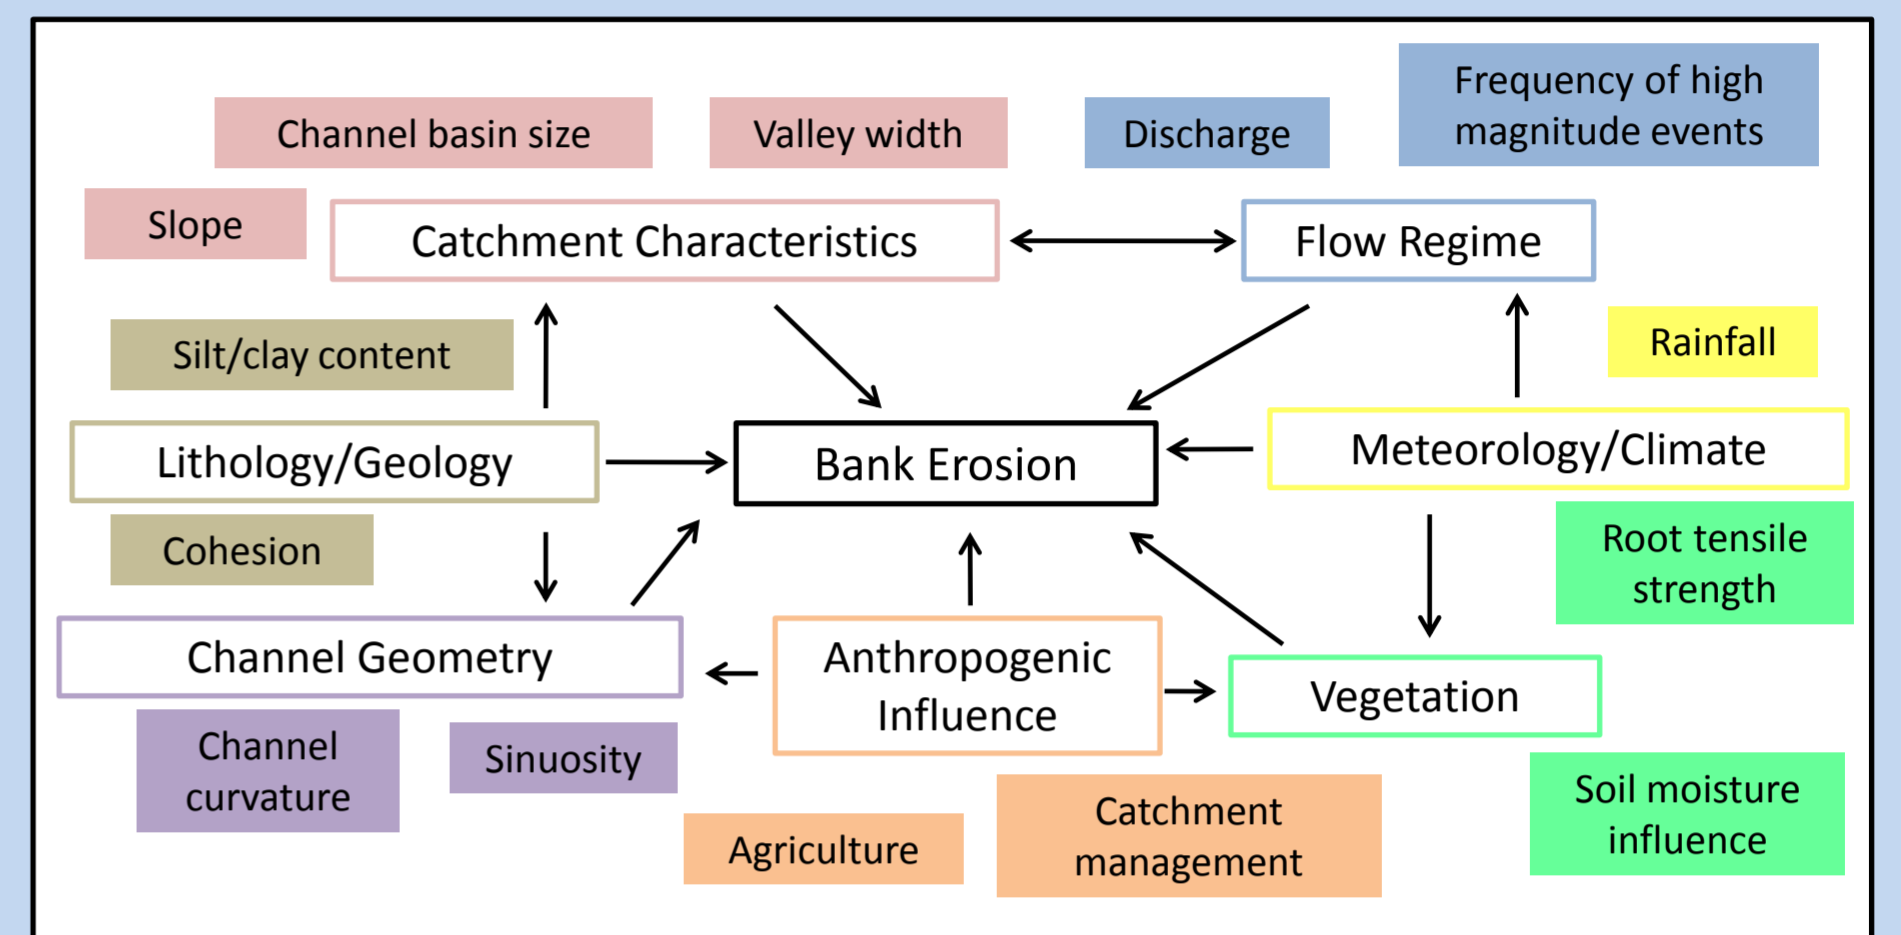 Frequency of high
magnitude events
Channel basin size
Valley width
Discharge
Slope
Catchment Characteristics
Flow Regime
Silt/clay content
Rainfall
Lithology/Geology
Bank Erosion
Meteorology/Climate
Cohesion
Root tensile
strength
Channel Geometry
Anthropogenic
Influence
Vegetation
Channel
curvature
Sinuosity
Agriculture
Catchment
management
Soil moisture
influence